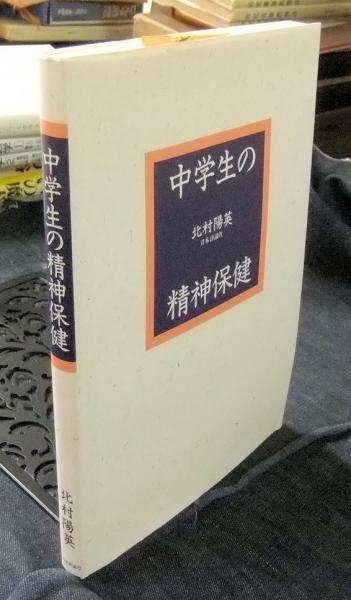 中学生の
北村陽英
日本評論社
精神保健
中学生の精神保健
北村陽英